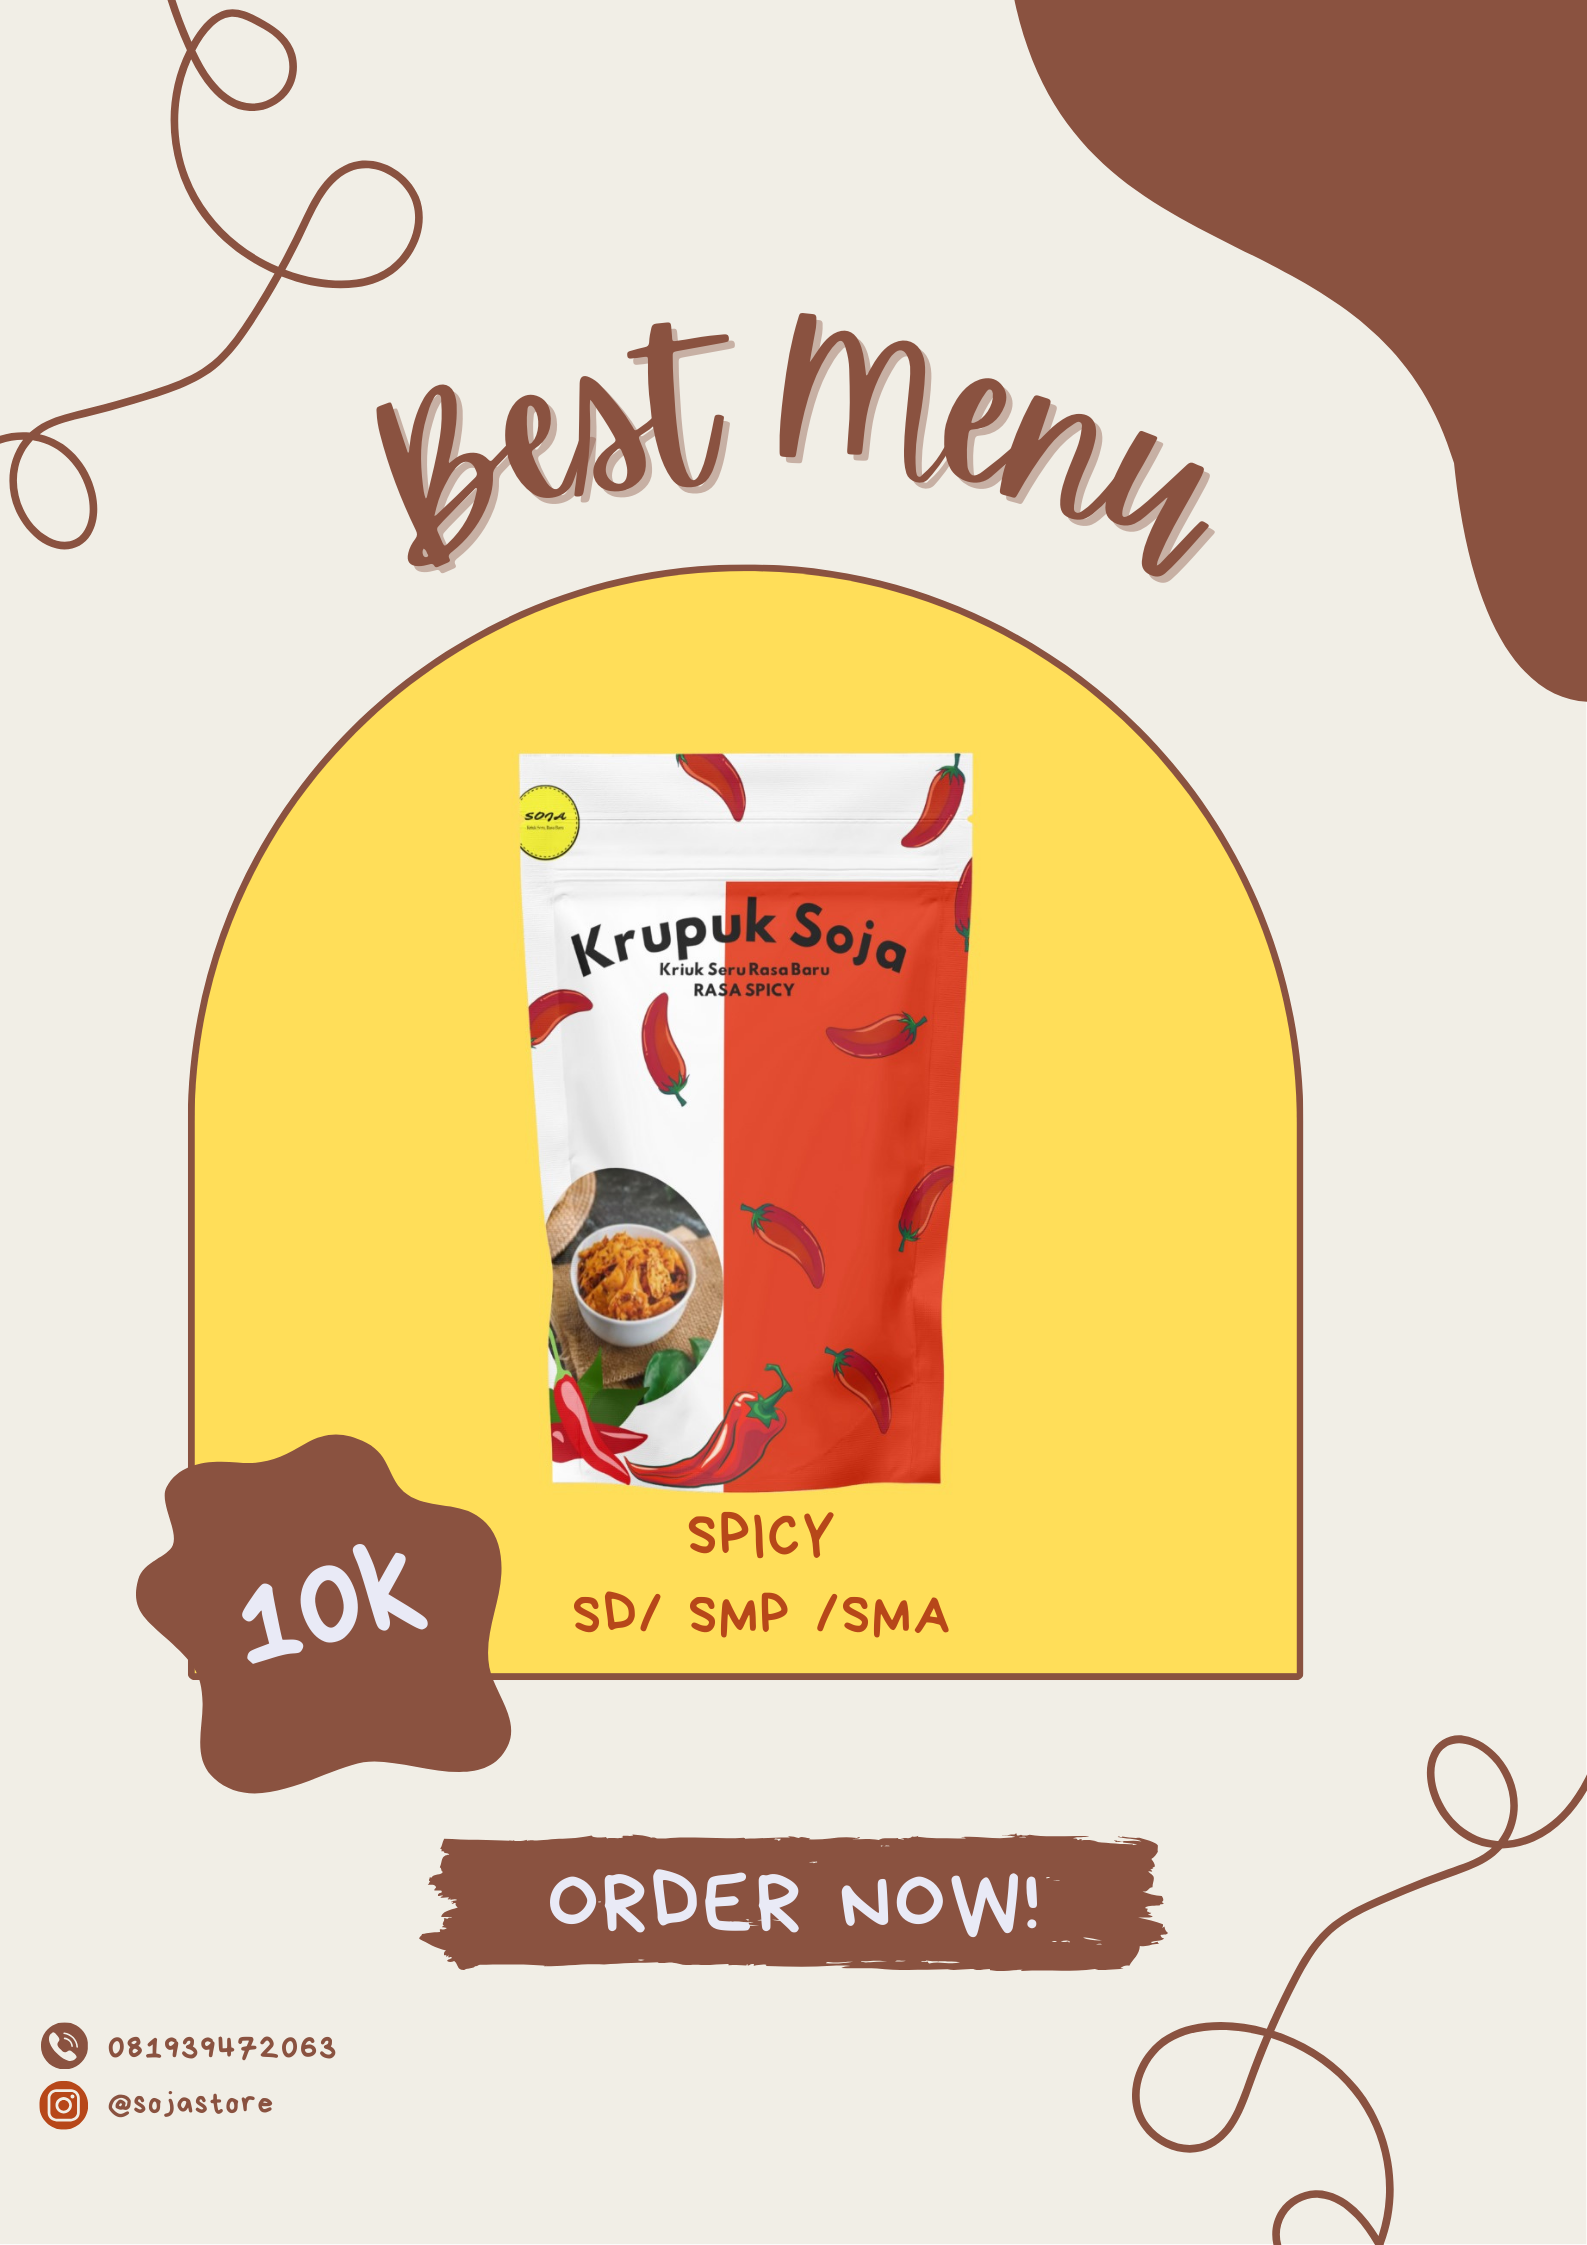 Best Menu
SOJA
Krupuk Soja
Kriuk Seru Rasa Baru
RASA SPICY
SPICY
SD/ SMP /SMA
10K
ORDER NOW!
081939472063
@sojastore